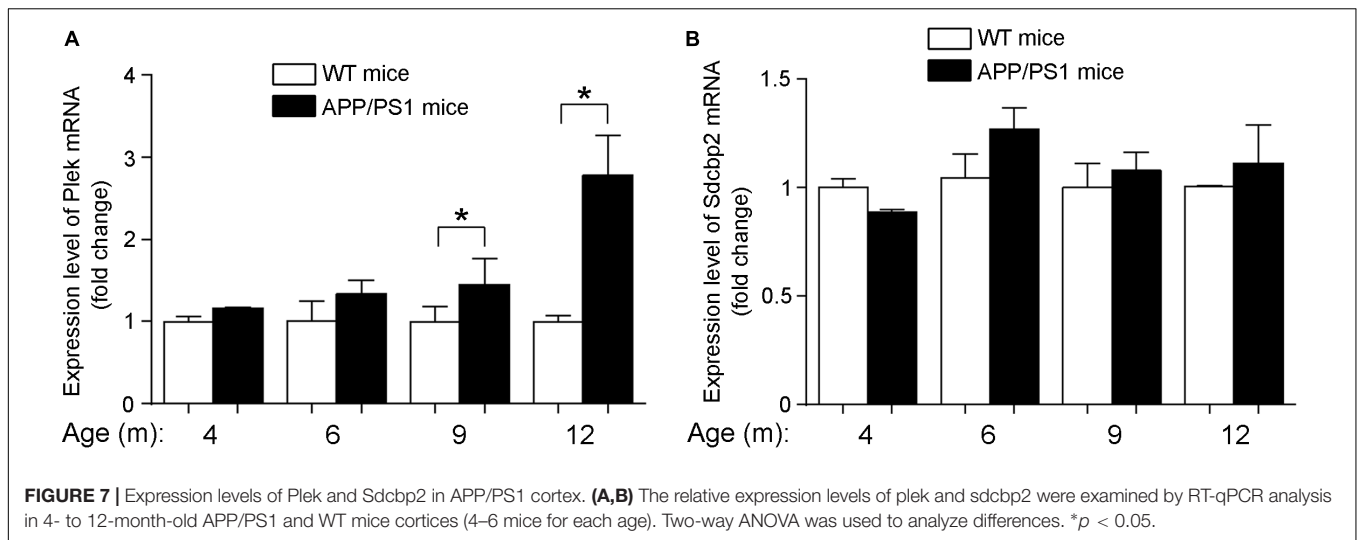 A
WT mice
APP/PS1 mice
Expression level of Plek mRNA
(fold change)
4
3
2
1
0
*
*
Age (m): 4 6 9 12
B
WT mice
APP/PS1 mice
Expression level of Sdcbp2 mRNA
(fold change)
1.5
1
0.5
0
Age (m): 4 6 9 12
FIGURE 7 | Expression levels of Plek and Sdcbp2 in APP/PS1 cortex. (A,B) The relative expression levels of plek and sdcbp2 were examined by RT-qPCR analysis
in 4- to 12-month-old APP/PS1 and WT mice cortices (4–6 mice for each age). Two-way ANOVA was used to analyze differences. *p < 0.05.